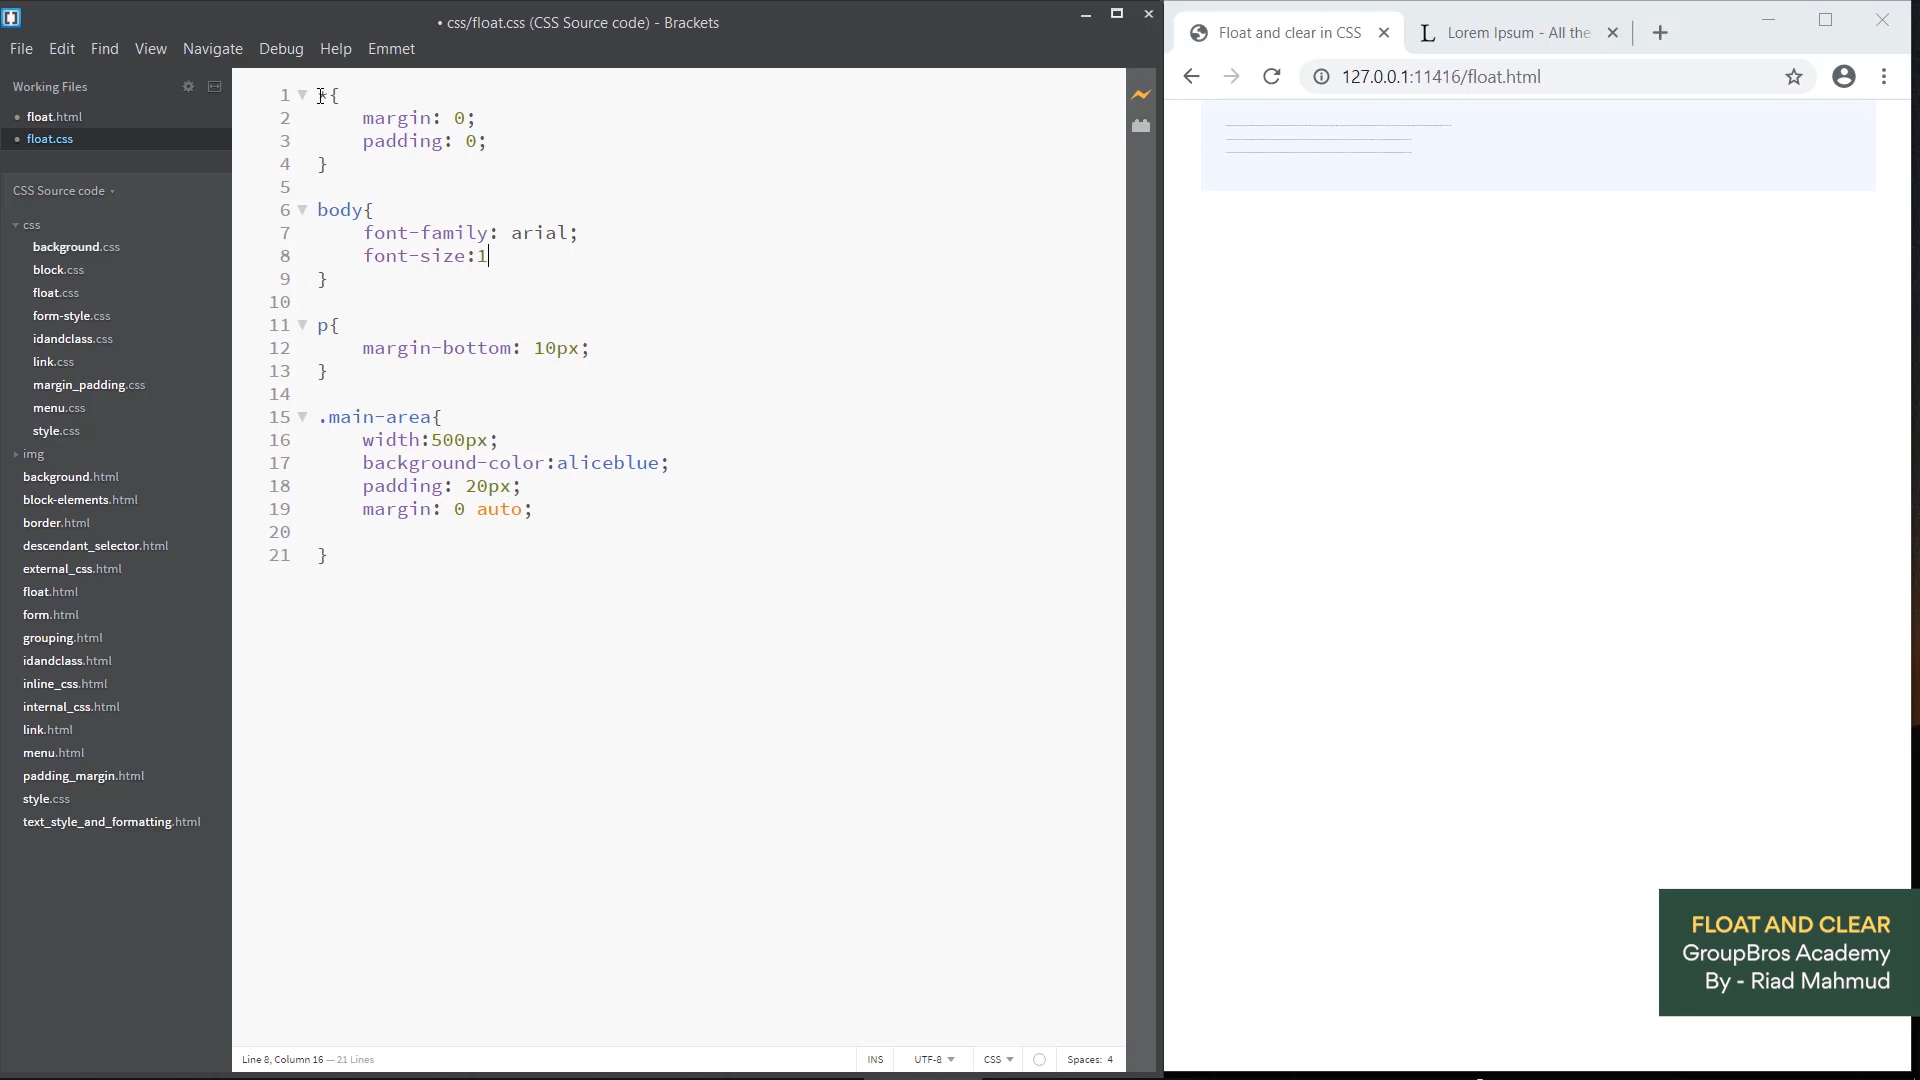 • css/float.css (CSS Source code) - Brackets
File Edit Find View Navigate Debug Help Emmet
Working Files
• float.html
• float.css
CSS Source code
css
background.css
block.css
float.css
form-style.css
idandclass.css
link.css
margin_padding.css
menu.css
style.css
img
background.html
block-elements.html
border.html
descendant_selector.html
external_css.html
float.html
form.html
grouping.html
idandclass.html
inline_css.html
internal_css.html
link.html
menu.html
padding_margin.html
style.css
text_style_and_formatting.html
1 *{
2 margin: 0;
3 padding: 0;
4 }
5
6 body{
7 font-family: arial;
8 font-size:1
9 }
10
11 p{
12 margin-bottom: 10px;
13 }
14
15 .main-area{
16 width:500px;
17 background-color:aliceblue;
18 padding: 20px;
19 margin: 0 auto;
20
21 }
Line 8, Column 16 — 21 Lines
INS UTF-8 CSS Spaces: 4
Float and clear in CSS
L Lorem Ipsum - All the
127.0.0.1:11416/float.html
FLOAT AND CLEAR
GroupBros Academy
By - Riad Mahmud